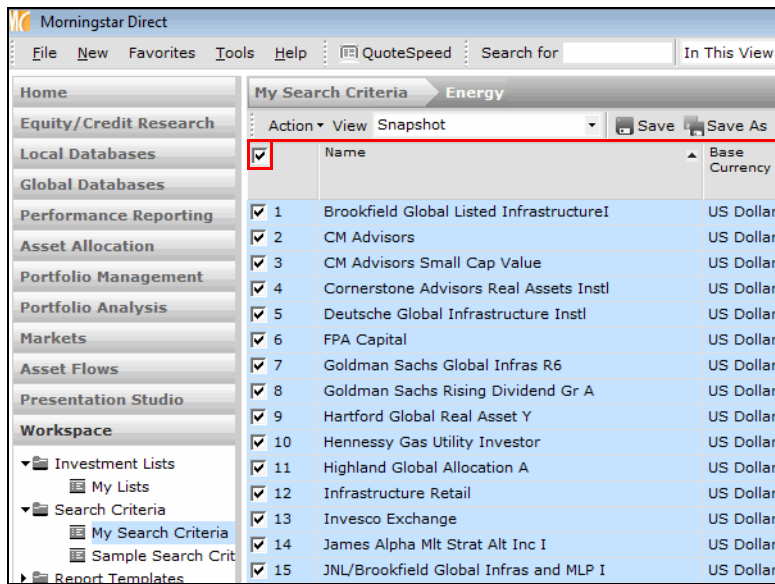 Morningstar Direct
File New Favorites Tools Help QuoteSpeed Search for In This View
Home
Equity/Credit Research
Local Databases
Global Databases
Performance Reporting
Asset Allocation
Portfolio Management
Portfolio Analysis
Markets
Asset Flows
Presentation Studio
Workspace
Investment Lists
My Lists
Search Criteria
My Search Criteria
Sample Search Crit
Report Templates
My Search Criteria Energy
Action View Snapshot Save Save As
Name Base
Currency
1 Brookfield Global Listed InfrastructureI US Dollar
2 CM Advisors US Dollar
3 CM Advisors Small Cap Value US Dollar
4 Cornerstone Advisors Real Assets Instl US Dollar
5 Deutsche Global Infrastructure Instl US Dollar
6 FPA Capital US Dollar
7 Goldman Sachs Global Infras R6 US Dollar
8 Goldman Sachs Rising Dividend Gr A US Dollar
9 Hartford Global Real Asset Y US Dollar
10 Hennessy Gas Utility Investor US Dollar
11 Highland Global Allocation A US Dollar
12 Infrastructure Retail US Dollar
13 Invesco Exchange US Dollar
14 James Alpha Mlt Strat Alt Inc I US Dollar
15 JNL/Brookfield Global Infras and MLP I US Dollar